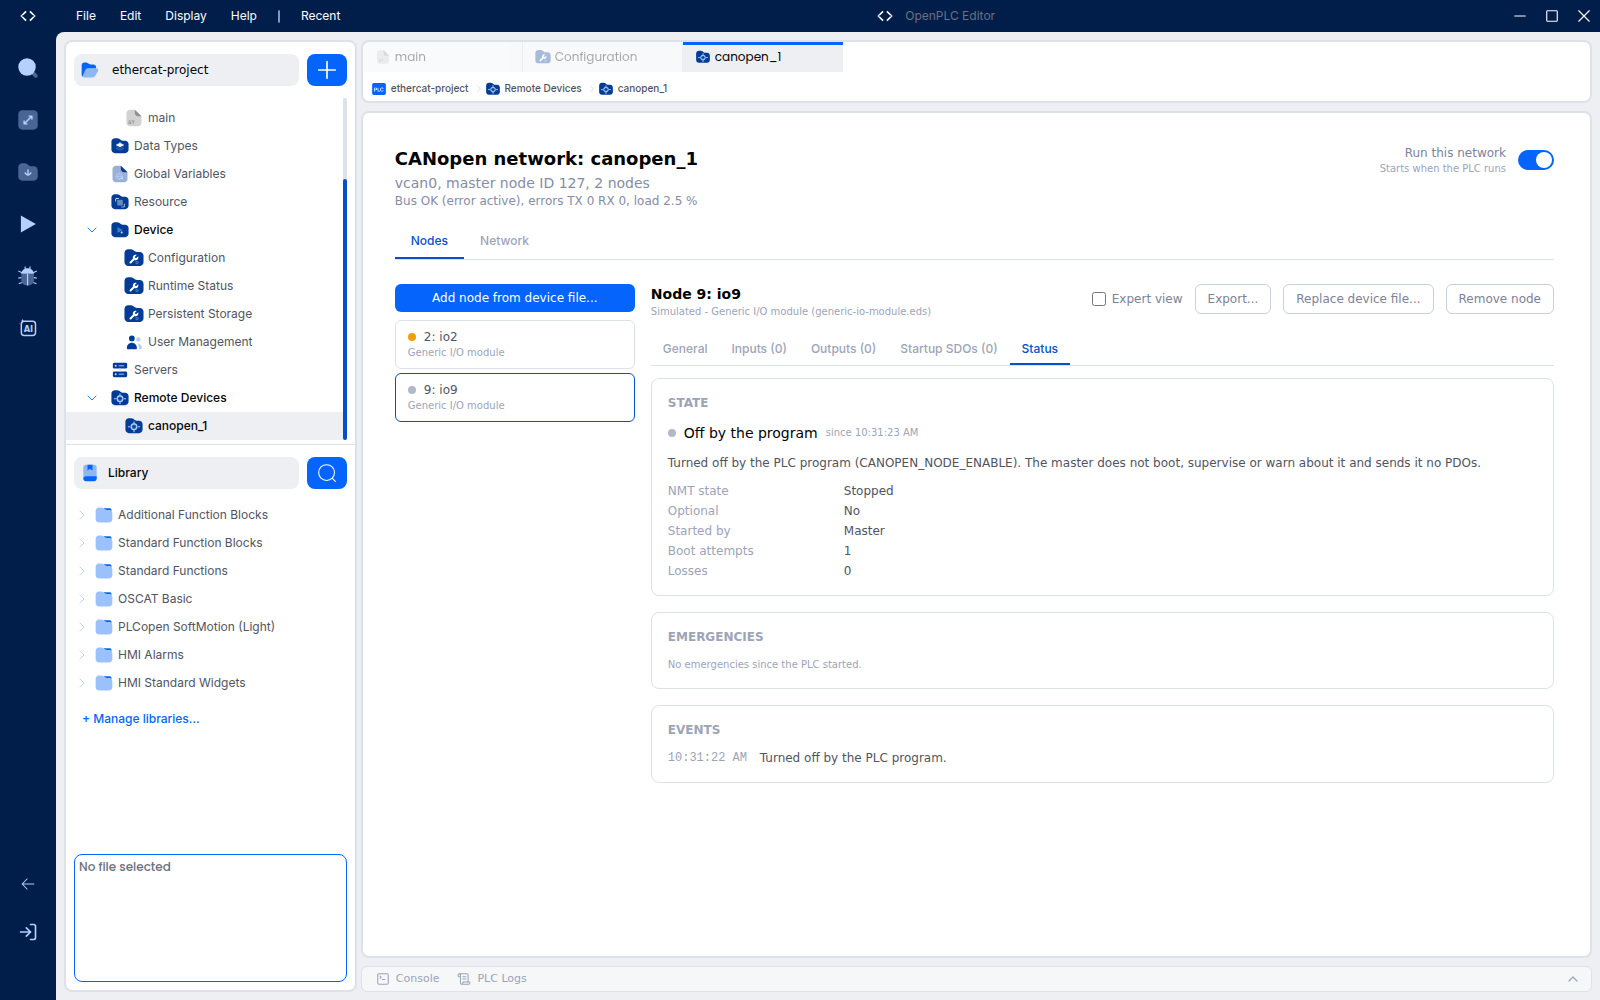 File Edit Display Help | Recent
OpenPLC Editor
ethercat-project
main
Data Types
Global Variables
Resource
Device
Configuration
Runtime Status
Persistent Storage
User Management
Servers
Remote Devices
canopen_1
Library
Additional Function Blocks
Standard Function Blocks
Standard Functions
OSCAT Basic
PLCopen SoftMotion (Light)
HMI Alarms
HMI Standard Widgets
+ Manage libraries...
No file selected
main Configuration canopen_1
PLC ethercat-project Remote Devices canopen_1
CANopen network: canopen_1
vcan0, master node ID 127, 2 nodes
Bus OK (error active), errors TX 0 RX 0, load 2.5 %
Run this network
Starts when the PLC runs
Nodes Network
Add node from device file...
2: io2
Generic I/O module
9: io9
Generic I/O module
Node 9: io9
Simulated - Generic I/O module (generic-io-module.eds)
Expert view Export... Replace device file... Remove node
General Inputs (0) Outputs (0) Startup SDOs (0) Status
STATE
Off by the program since 10:31:23 AM
Turned off by the PLC program (CANOPEN_NODE_ENABLE). The master does not boot, supervise or warn about it and sends it no PDOs.
NMT state Stopped
Optional No
Started by Master
Boot attempts 1
Losses 0
EMERGENCIES
No emergencies since the PLC started.
EVENTS
10:31:22 AM Turned off by the PLC program.
Console PLC Logs
AI